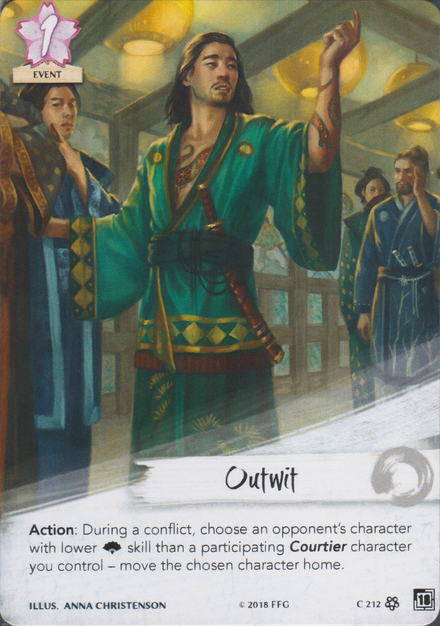 1
EVENT
Outwit
Action: During a conflict, choose an opponent's character
with lower skill than a participating Courtier character
you control – move the chosen character home.
ILLUS. ANNA CHRISTENSON © 2018 FFG C 212 18